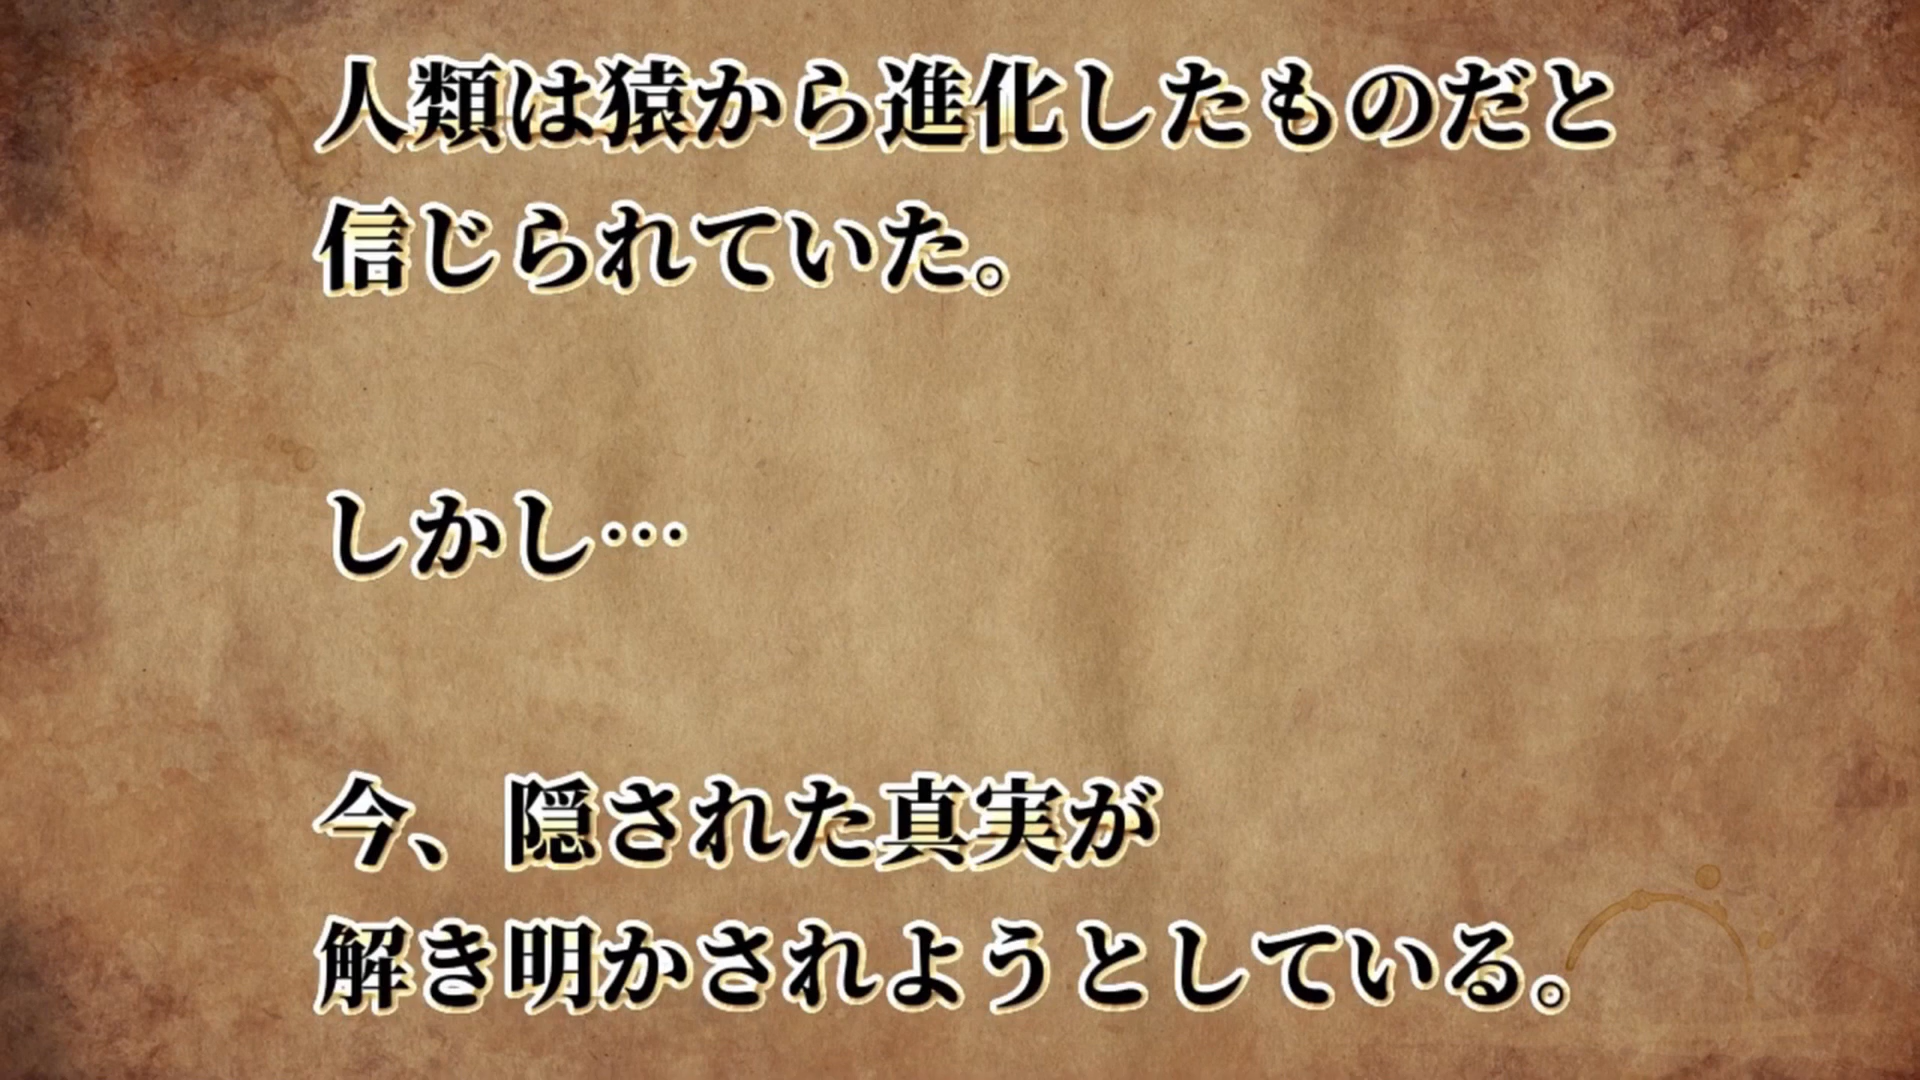 人類は猿から進化したものだと
信じられていた。
しかし…
今、隠された真実が
解き明かされようとしている。